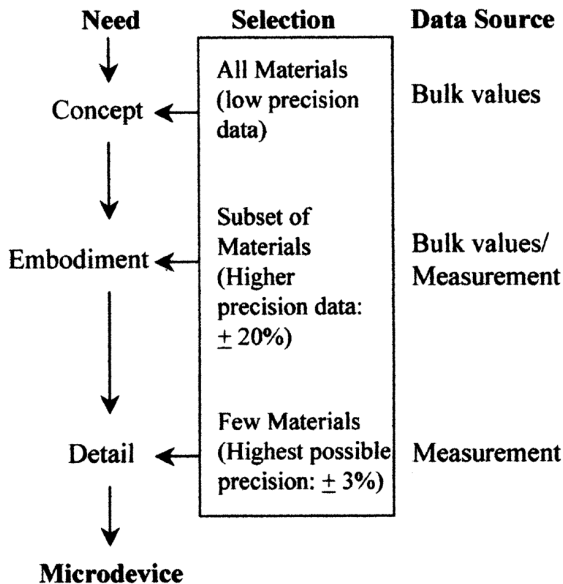 Need
Selection
Data Source
All Materials
(low precision
data)
Concept
Bulk values
Subset of
Materials
(Higher
precision data:
± 20%)
Embodiment
Bulk values/
Measurement
Few Materials
(Highest possible
precision: ± 3%)
Detail
Measurement
Microdevice